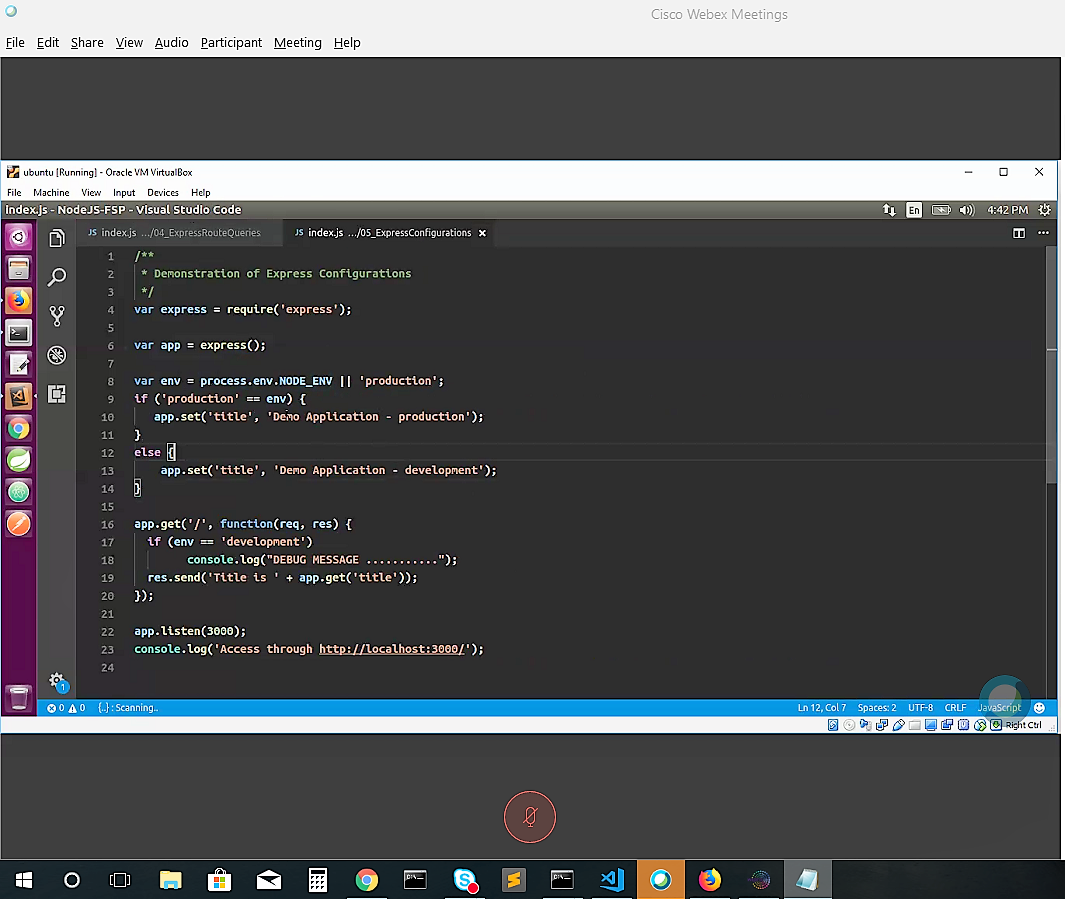 Cisco Webex Meetings
File Edit Share View Audio Participant Meeting Help
ubuntu [Running] - Oracle VM VirtualBox
File Machine View Input Devices Help
index.js - NodeJS-FSP - Visual Studio Code
En 4:42 PM
JS index.js .../04_ExpressRouteQueries JS index.js .../05_ExpressConfigurations
1 /**
2 * Demonstration of Express Configurations
3 */
4 var express = require('express');
5
6 var app = express();
7
8 var env = process.env.NODE_ENV || 'production';
9 if ('production' == env) {
10 app.set('title', 'Demo Application - production');
11 }
12 else {
13 app.set('title', 'Demo Application - development');
14 }
15
16 app.get('/', function(req, res) {
17 if (env == 'development')
18 console.log("DEBUG MESSAGE ...........");
19 res.send('Title is ' + app.get('title'));
20 });
21
22 app.listen(3000);
23 console.log('Access through http://localhost:3000/');
24
1
0 0 {..} : Scanning.. Ln 12, Col 7 Spaces: 2 UTF-8 CRLF JavaScript
Right Ctrl